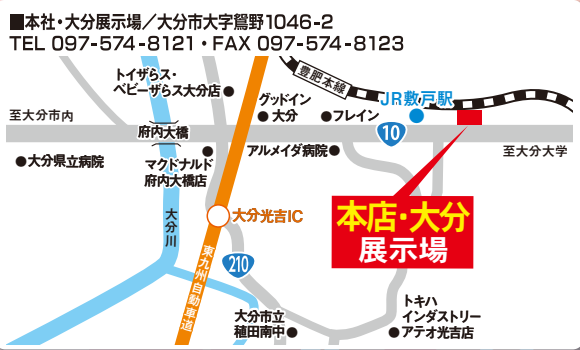 ■本社・大分展示場／大分市大字鴛野1046-2
TEL 097-574-8121・FAX 097-574-8123
トイザらス・
ベビーザらス大分店
豊肥本線
JR敷戸駅
グッドイン
大分
フレイン
至大分市内
府内大橋
10
大分県立病院
マクドナルド
府内大橋店
アルメイダ病院
至大分大学
本店・大分
展示場
大分川
大分光吉IC
東九州自動車道
210
大分市立
稙田南中
トキハ
インダストリー
アテオ光吉店